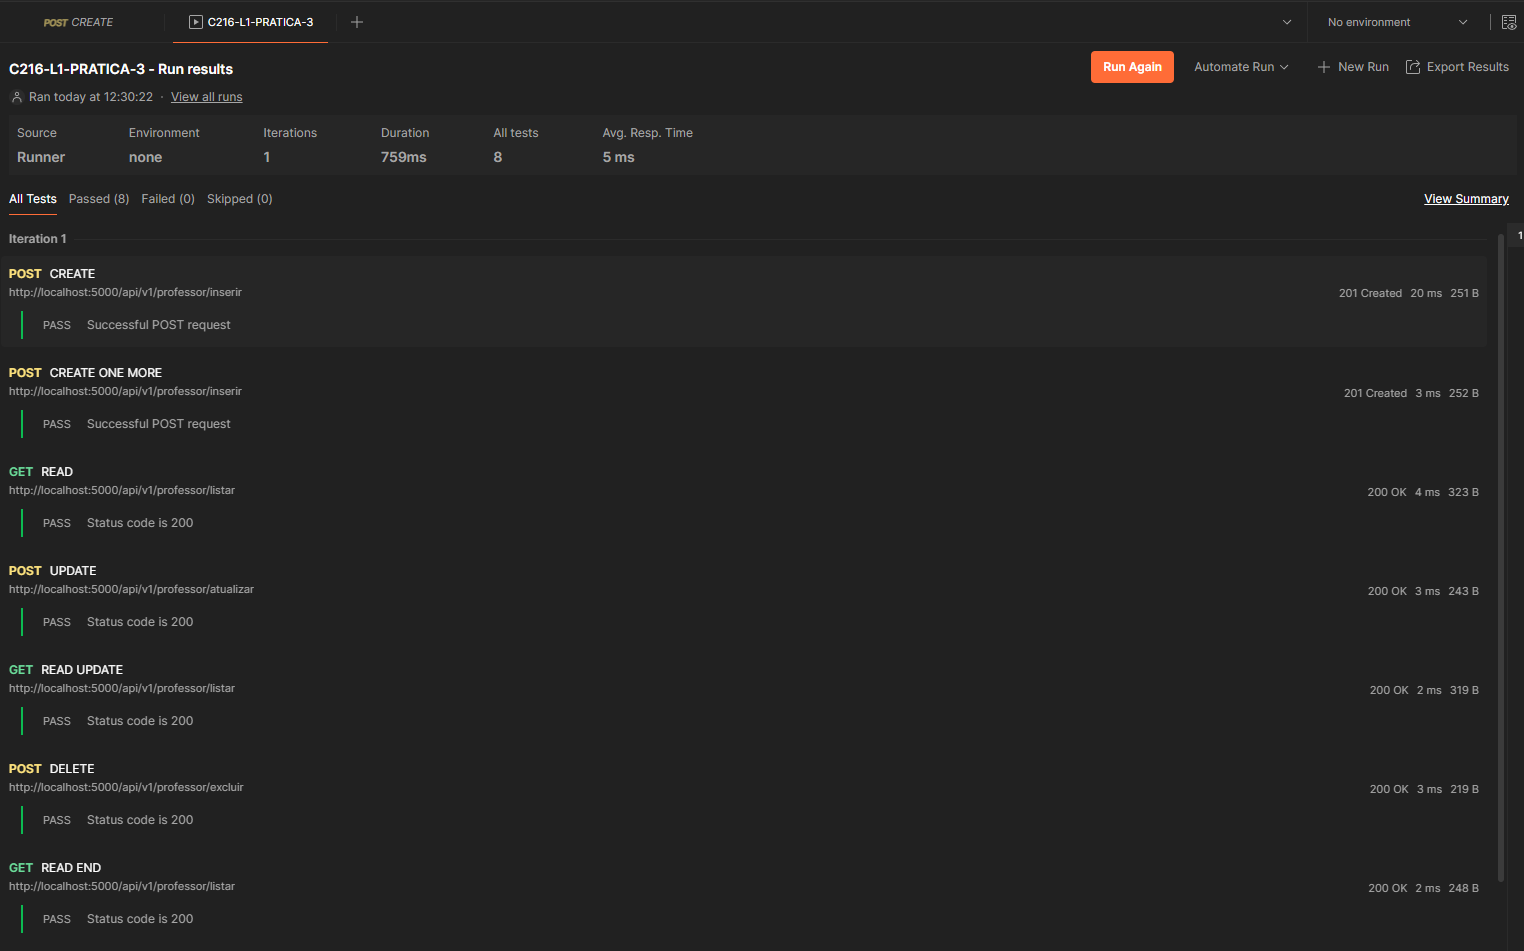 POST CREATE
C216-L1-PRATICA-3
No environment
C216-L1-PRATICA-3 - Run results
Run Again
Automate Run
New Run
Export Results
Ran today at 12:30:22 · View all runs
Source
Environment
Iterations
Duration
All tests
Avg. Resp. Time
Runner
none
1
759ms
8
5 ms
All Tests
Passed (8)
Failed (0)
Skipped (0)
View Summary
Iteration 1
1
POST CREATE
http://localhost:5000/api/v1/professor/inserir
201 Created 20 ms 251 B
PASS Successful POST request
POST CREATE ONE MORE
http://localhost:5000/api/v1/professor/inserir
201 Created 3 ms 252 B
PASS Successful POST request
GET READ
http://localhost:5000/api/v1/professor/listar
200 OK 4 ms 323 B
PASS Status code is 200
POST UPDATE
http://localhost:5000/api/v1/professor/atualizar
200 OK 3 ms 243 B
PASS Status code is 200
GET READ UPDATE
http://localhost:5000/api/v1/professor/listar
200 OK 2 ms 319 B
PASS Status code is 200
POST DELETE
http://localhost:5000/api/v1/professor/excluir
200 OK 3 ms 219 B
PASS Status code is 200
GET READ END
http://localhost:5000/api/v1/professor/listar
200 OK 2 ms 248 B
PASS Status code is 200